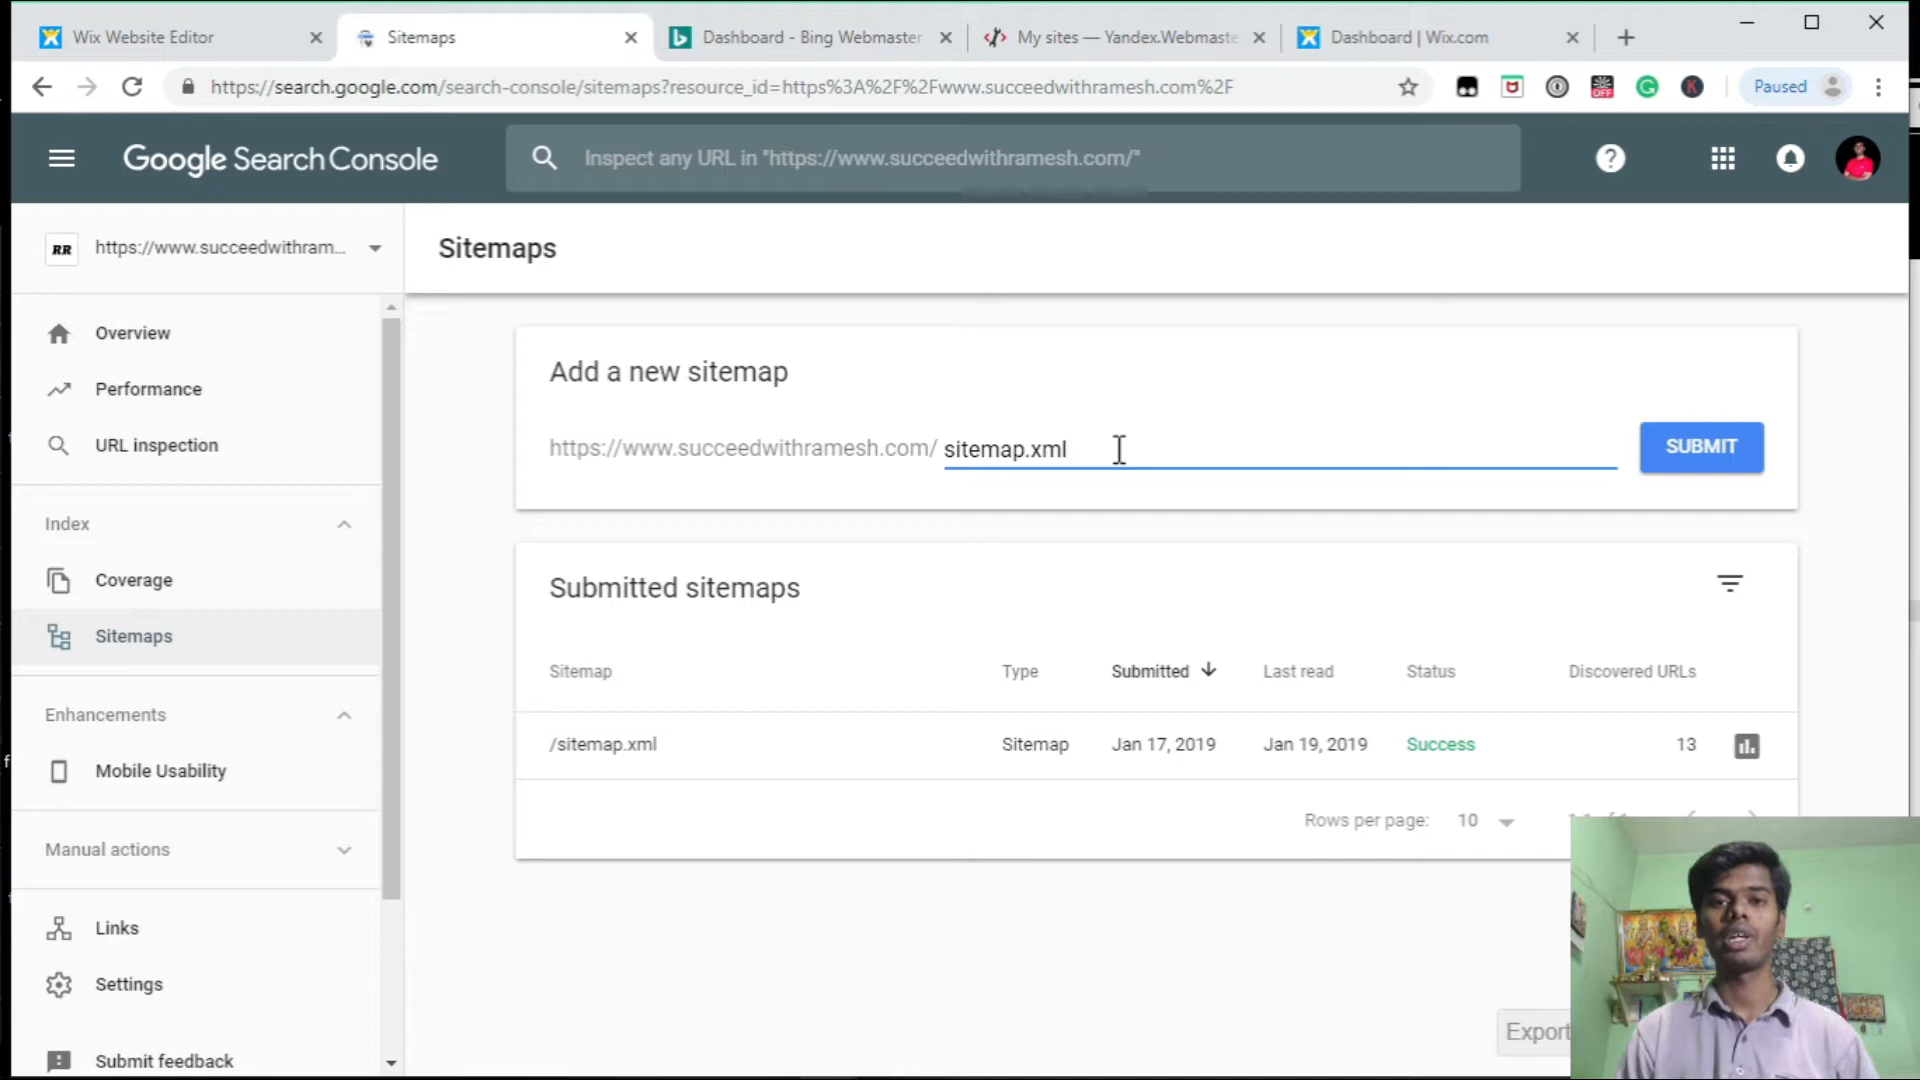 Wix Website Editor
Sitemaps
Dashboard - Bing Webmaster
My sites — Yandex.Webmaste
Dashboard | Wix.com
https://search.google.com/search-console/sitemaps?resource_id=https%3A%2F%2Fwww.succeedwithramesh.com%2F
OFF
K
Paused
Google Search Console
Inspect any URL in "https://www.succeedwithramesh.com/"
RR
https://www.succeedwithram...
Sitemaps
Overview
Performance
URL inspection
Index
Coverage
Sitemaps
Enhancements
Mobile Usability
Manual actions
Links
Settings
Submit feedback
Add a new sitemap
https://www.succeedwithramesh.com/ sitemap.xml
SUBMIT
Submitted sitemaps
Sitemap Type Submitted Last read Status Discovered URLs
/sitemap.xml Sitemap Jan 17, 2019 Jan 19, 2019 Success 13
Rows per page: 10
Export